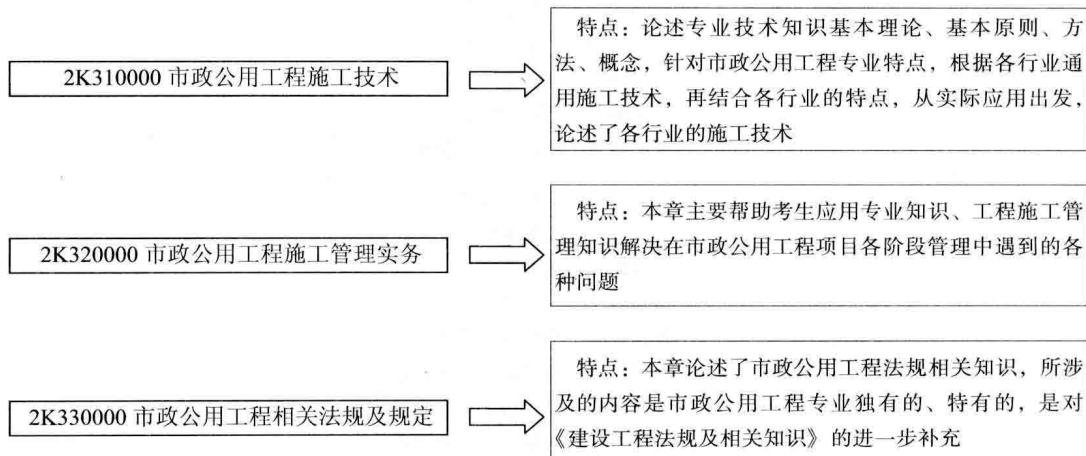 特点：论述专业技术知识基本理论、基本原则、方
法、概念，针对市政公用工程专业特点，根据各行业通
2K310000 市政公用工程施工技术
用施工技术，再结合各行业的特点，从实际应用出发，
论述了各行业的施工技术
特点：本章主要帮助考生应用专业知识、工程施工管
2K320000 市政公用工程施工管理实务
理知识解决在市政公用工程项目各阶段管理中遇到的各
种问题
特点：本章论述了市政公用工程法规相关知识，所涉
2K330000 市政公用工程相关法规及规定
及的内容是市政公用工程专业独有的、特有的，是对
《建设工程法规及相关知识》的进一步补充